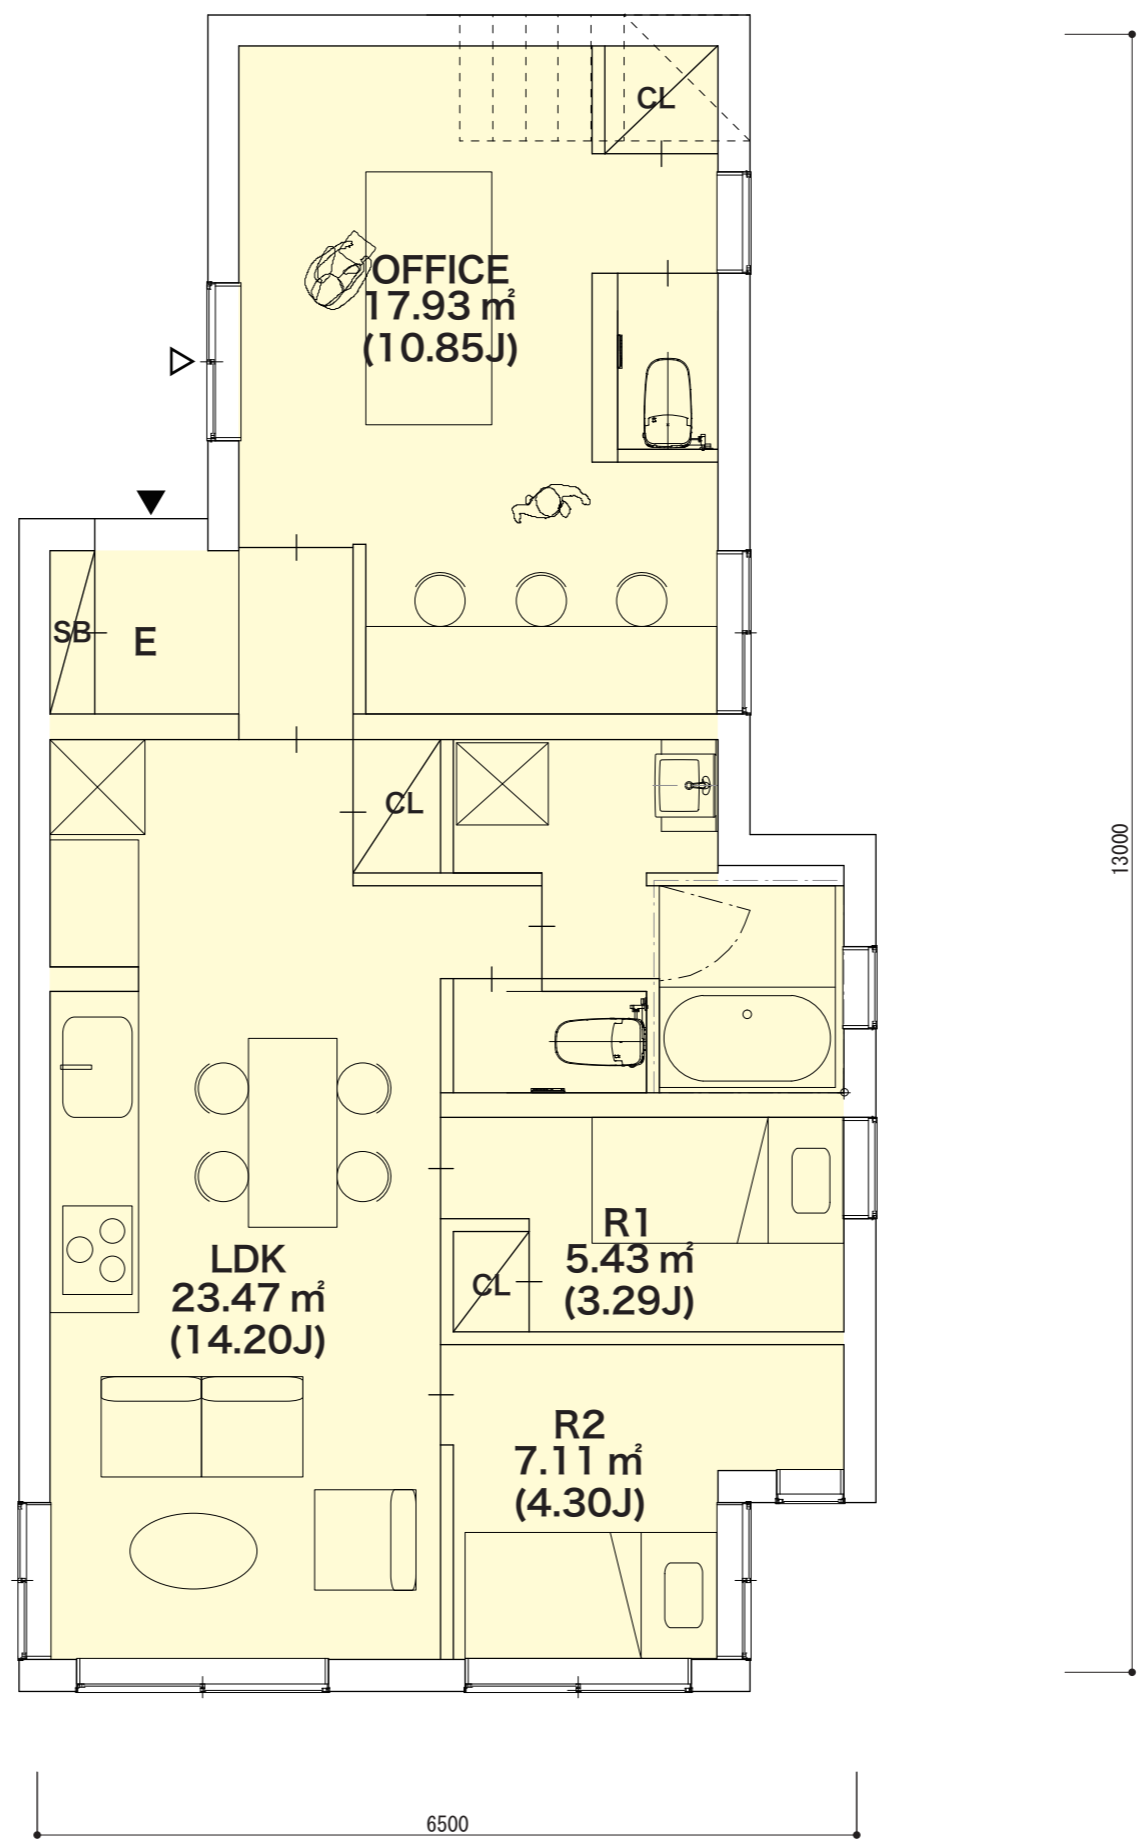 CL
OFFICE
17.93 ㎡
(10.85J)
SB
E
CL
13000
R1
5.43 ㎡
(3.29J)
CL
LDK
23.47 ㎡
(14.20J)
R2
7.11 ㎡
(4.30J)
6500